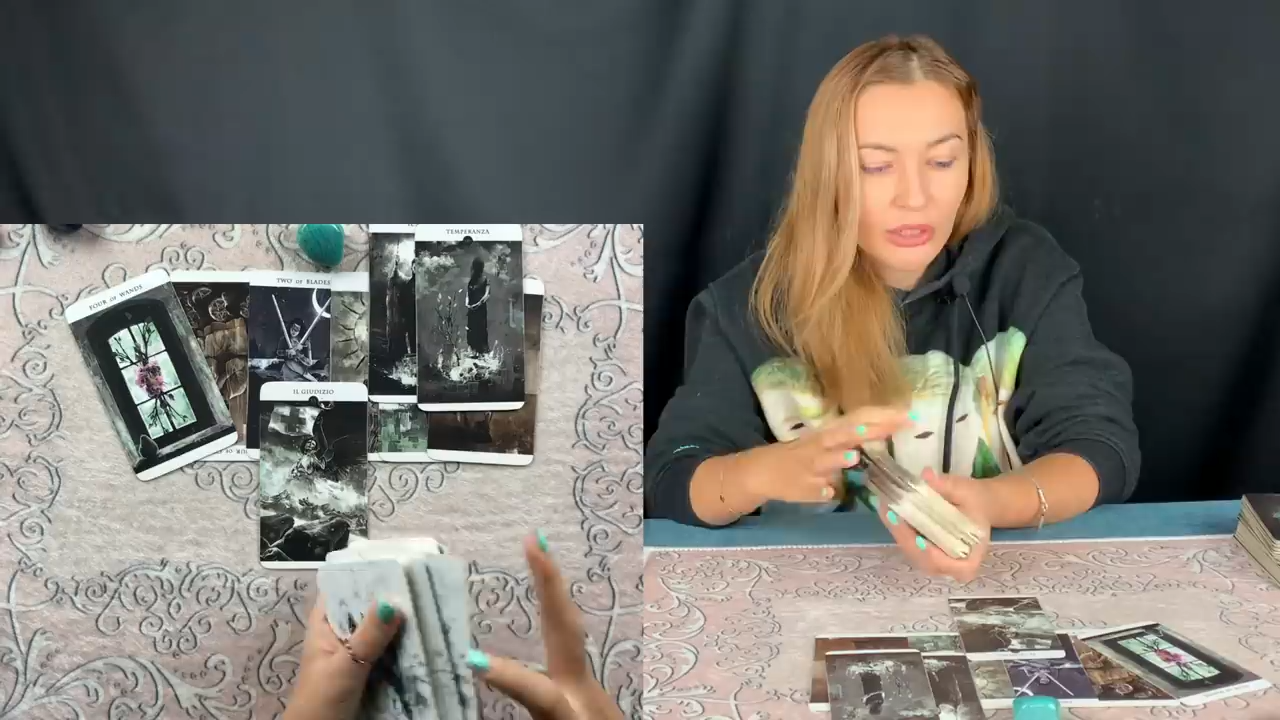 TEMPERANZA
FOUR OF WANDS
TWO OF BLADES
IL GIUDIZIO